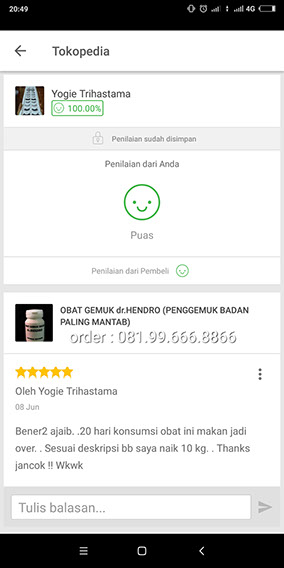 20:49
4G
Tokopedia
Yogie Trihastama
100.00%
Penilaian sudah disimpan
Penilaian dari Anda
Puas
Penilaian dari Pembeli
OBAT GEMUK dr.HENDRO (PENGGEMUK BADAN
PALING MANTAB)
order : 081.99.666.8866
Oleh Yogie Trihastama
08 Jun
Bener2 ajaib. .20 hari konsumsi obat ini makan jadi
over. . Sesuai deskripsi bb saya naik 10 kg. . Thanks
jancok !! Wkwk
Tulis balasan...